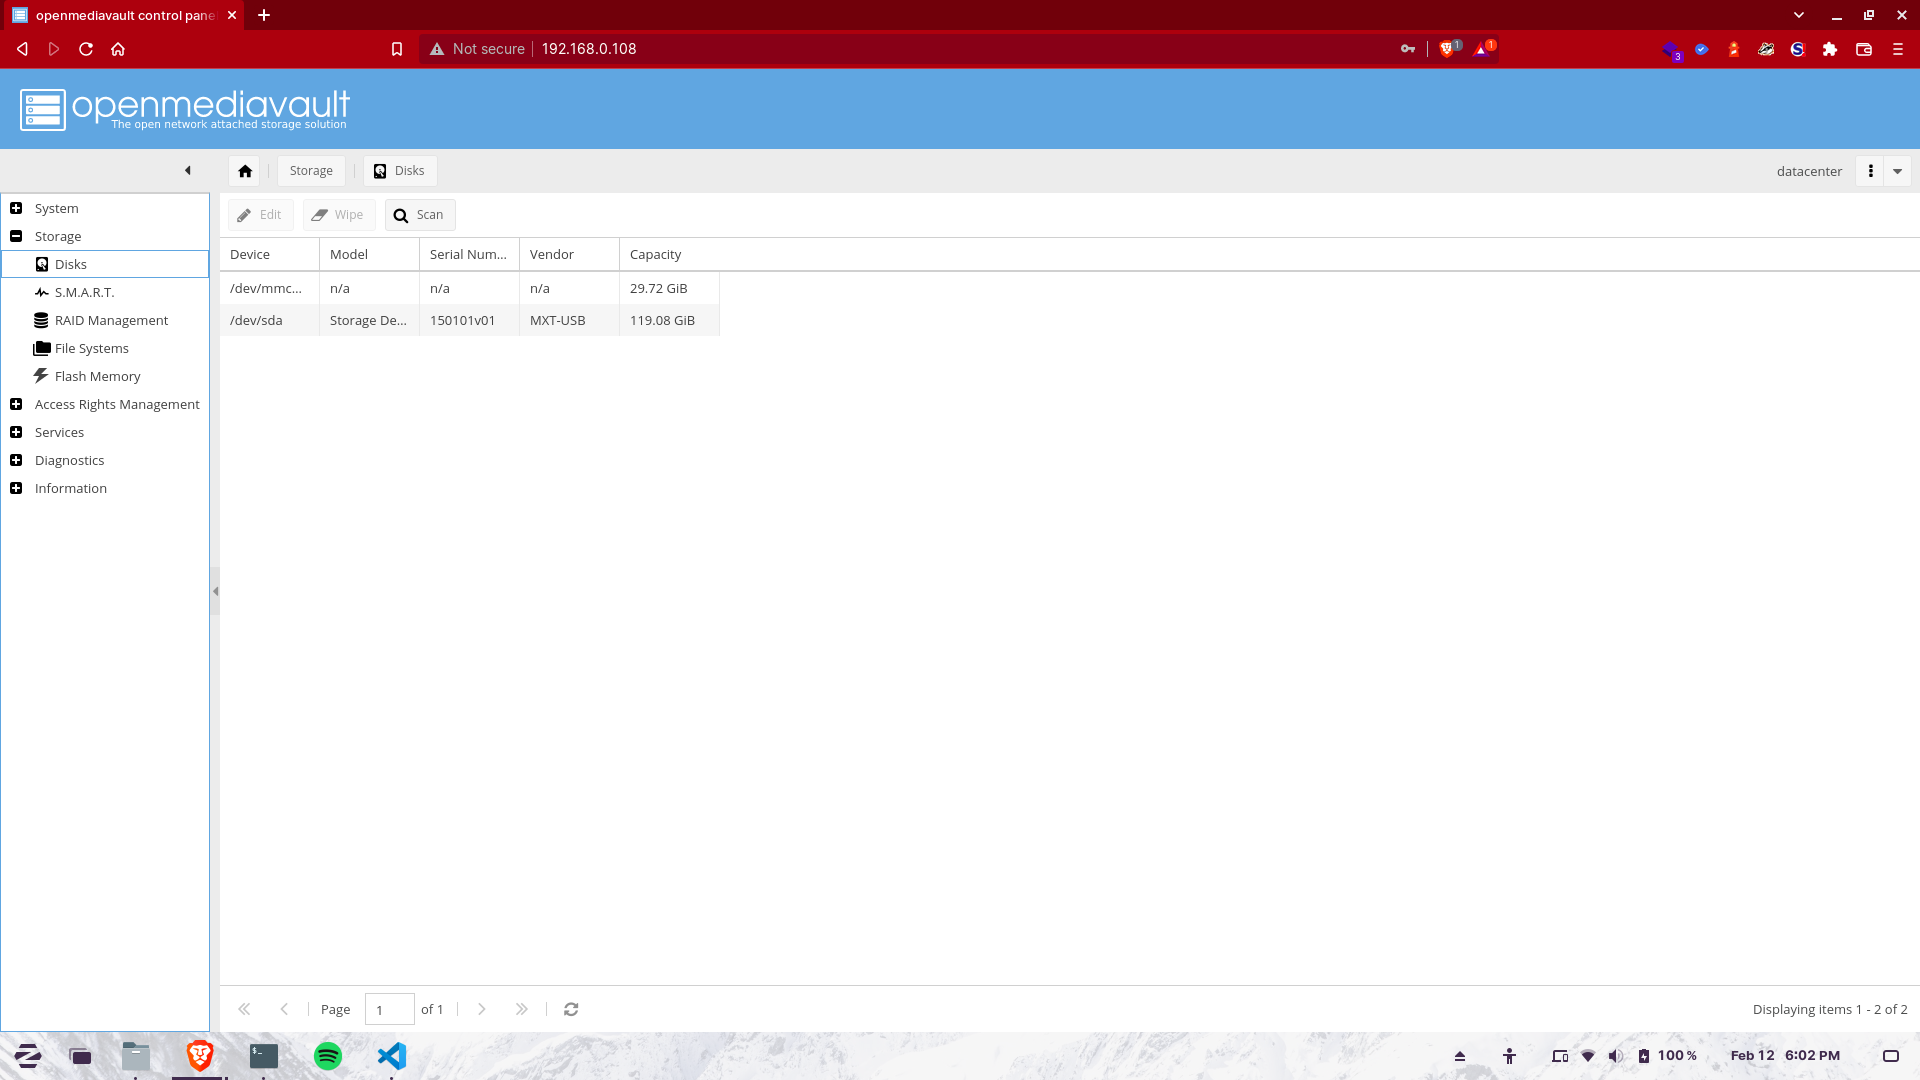 openmediavault control pane
Not secure 192.168.0.108
1
1
3
openmediavault
The open network attached storage solution
Storage Disks datacenter
System
Storage
Disks
S.M.A.R.T.
RAID Management
File Systems
Flash Memory
Access Rights Management
Services
Diagnostics
Information
Edit Wipe Scan
Device Model Serial Num... Vendor Capacity
/dev/mmc... n/a n/a n/a 29.72 GiB
/dev/sda Storage De... 150101v01 MXT-USB 119.08 GiB
Page 1 of 1 Displaying items 1 - 2 of 2
$-
100 % Feb 12 6:02 PM